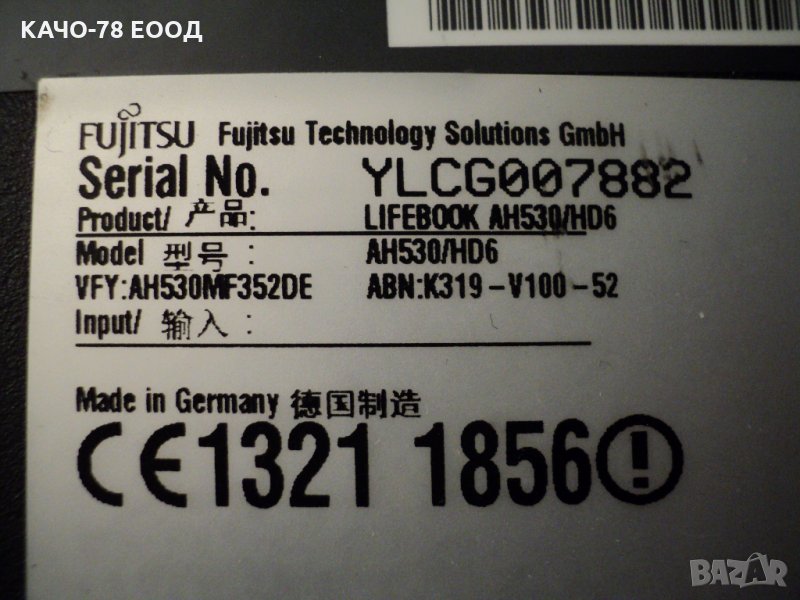 КАЧО-78 ЕООД
FUJITSU Fujitsu Technology Solutions GmbH
Serial No. YLCG007882
Product/ 产品: LIFEBOOK AH530/HD6
Model 型号: AH530/HD6
VFY:AH530MF352DE ABN:K319-V100-52
Input/ 输入:
Made in Germany 德国制造
CE1321 1856!
BAZAR